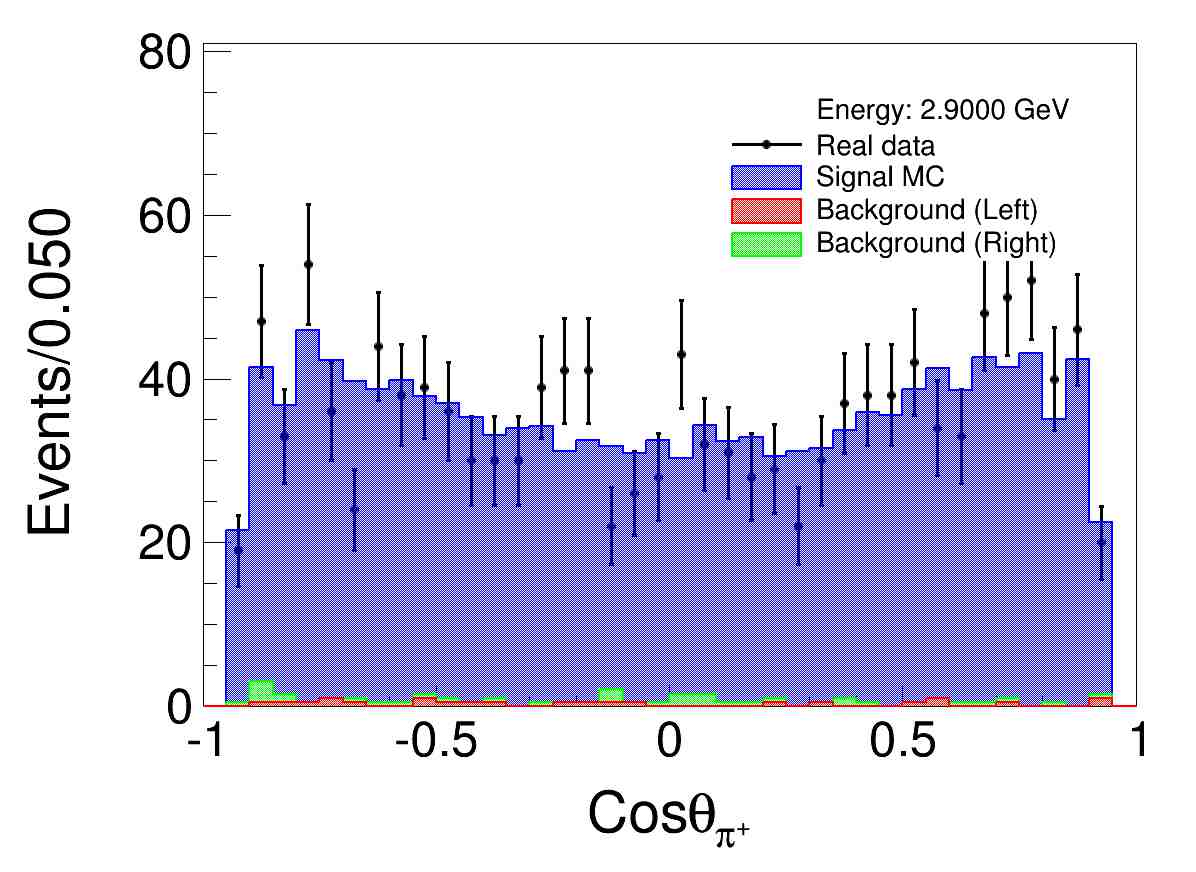 80
60
40
20
0
Events/0.050
Energy: 2.9000 GeV
Real data
Signal MC
Background (Left)
Background (Right)
-1
-0.5
0
0.5
1
Cosθπ⁺